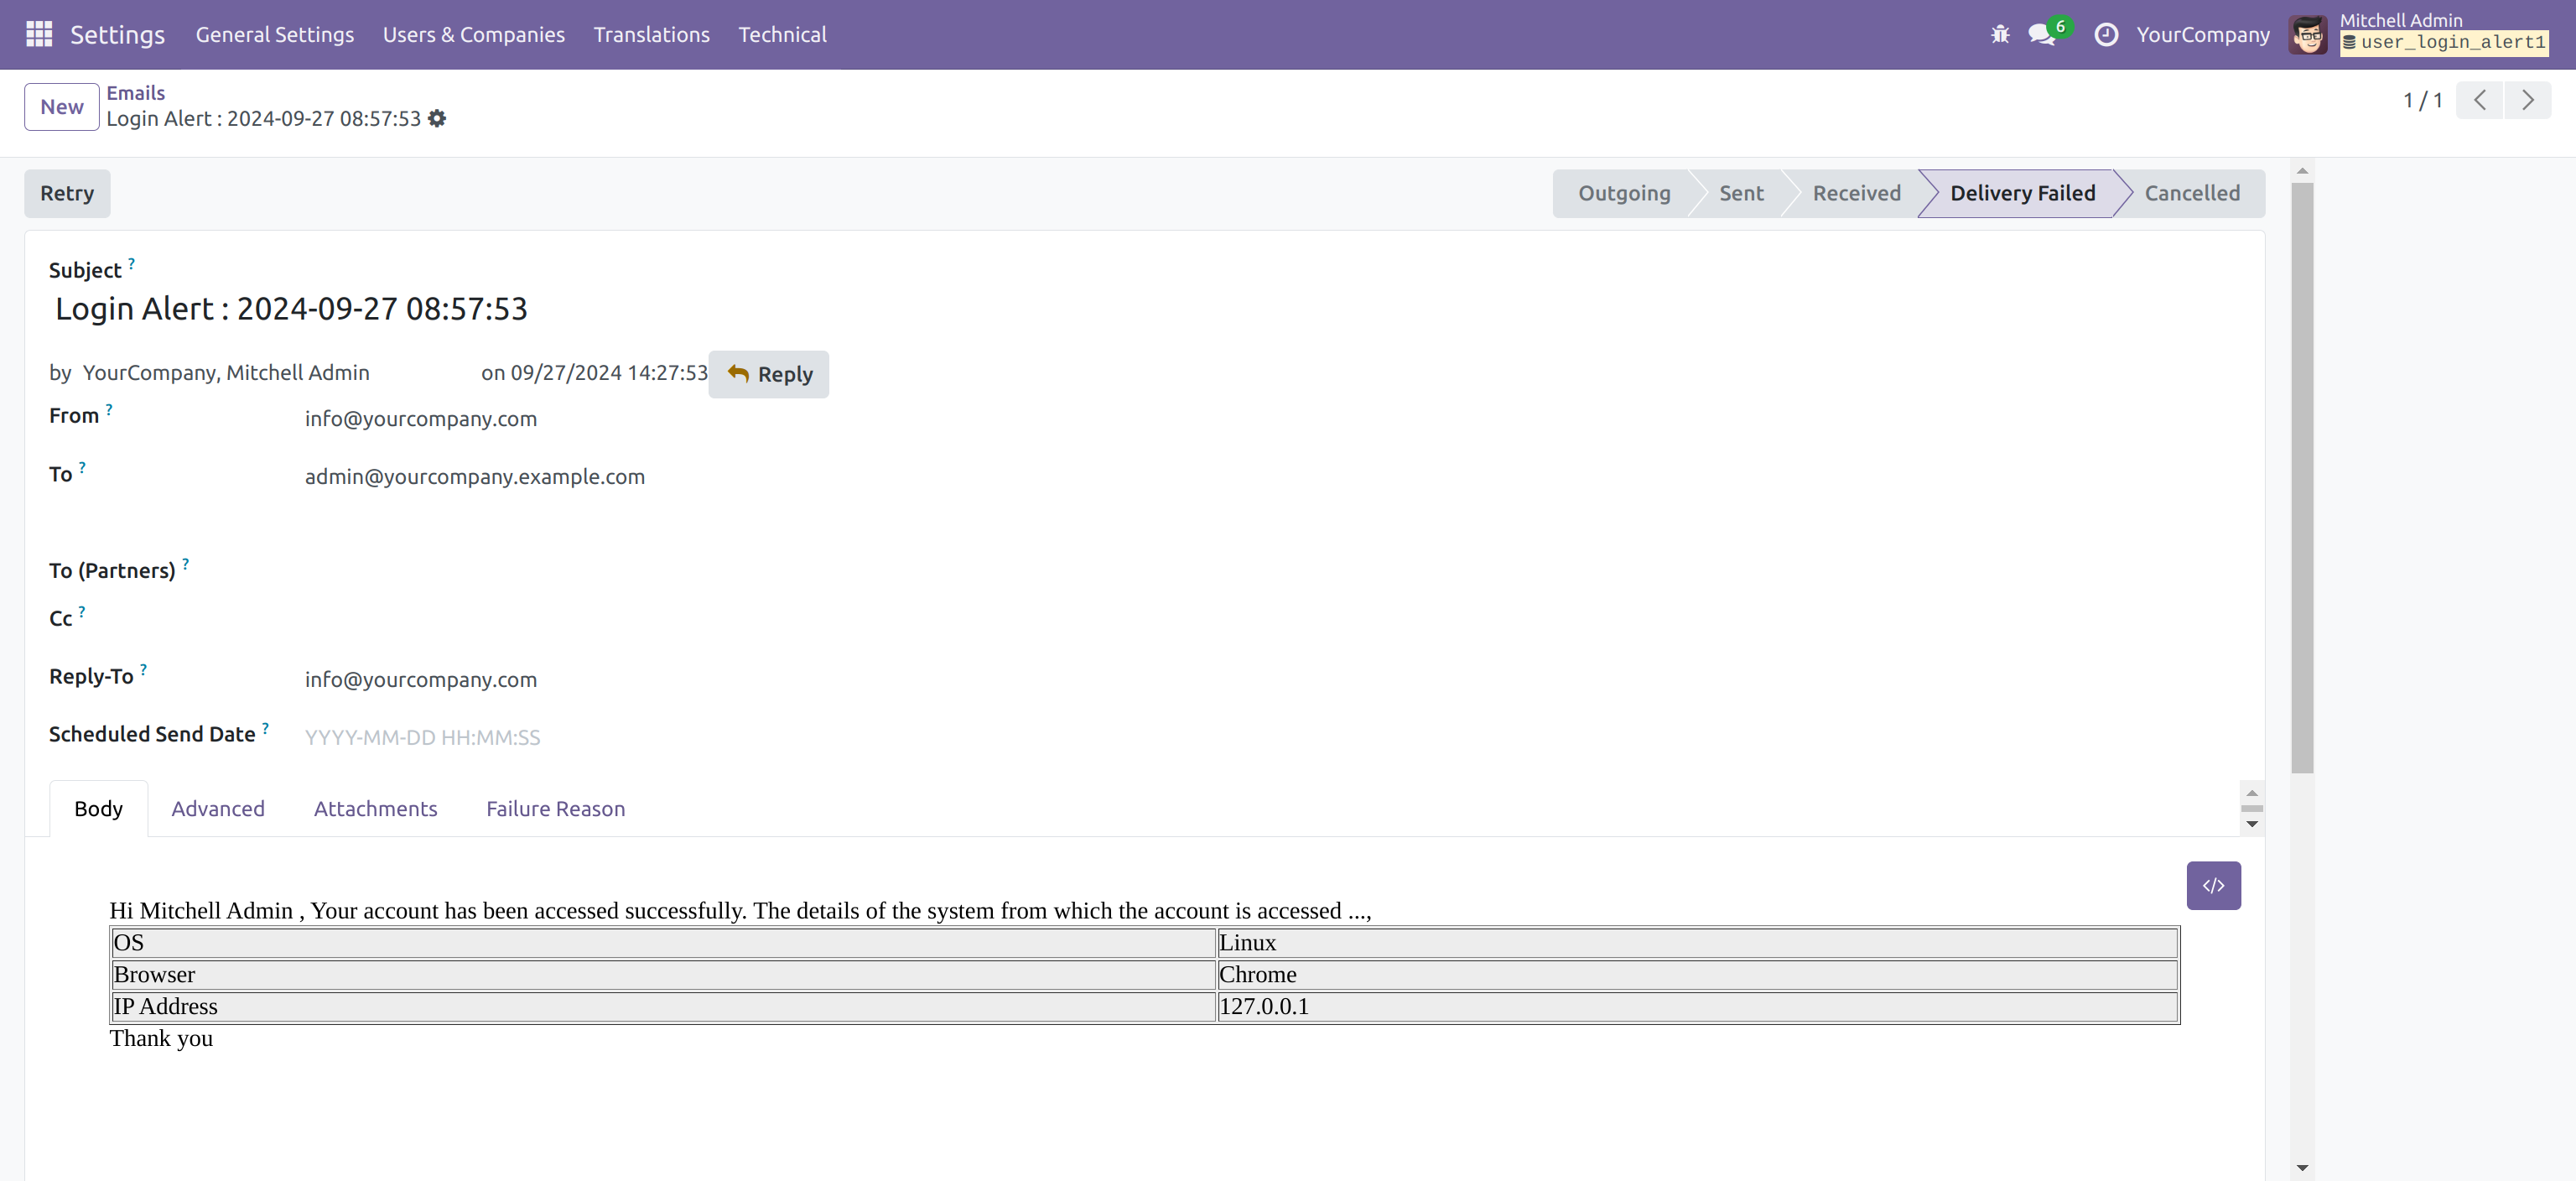 Settings General Settings Users & Companies Translations Technical 6 YourCompany Mitchell Admin
user_login_alert1
New Emails
Login Alert : 2024-09-27 08:57:53
1 / 1
Retry Outgoing Sent Received Delivery Failed Cancelled
Subject ?
Login Alert : 2024-09-27 08:57:53
by YourCompany, Mitchell Admin on 09/27/2024 14:27:53 Reply
From ? info@yourcompany.com
To ? admin@yourcompany.example.com
To (Partners) ?
Cc ?
Reply-To ? info@yourcompany.com
Scheduled Send Date ? YYYY-MM-DD HH:MM:SS
Body Advanced Attachments Failure Reason
</>
Hi Mitchell Admin , Your account has been accessed successfully. The details of the system from which the account is accessed ...,
OS Linux
Browser Chrome
IP Address 127.0.0.1
Thank you